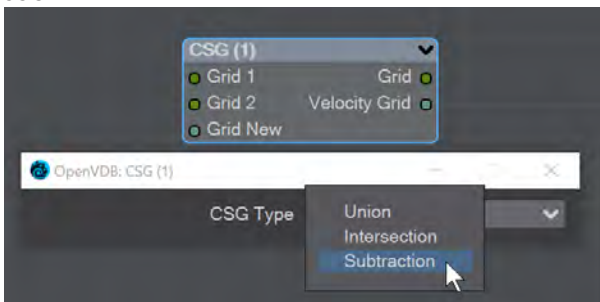 CSG (1)
Grid 1 Grid
Grid 2 Velocity Grid
Grid New
OpenVDB: CSG (1)
CSG Type
Union
Intersection
Subtraction